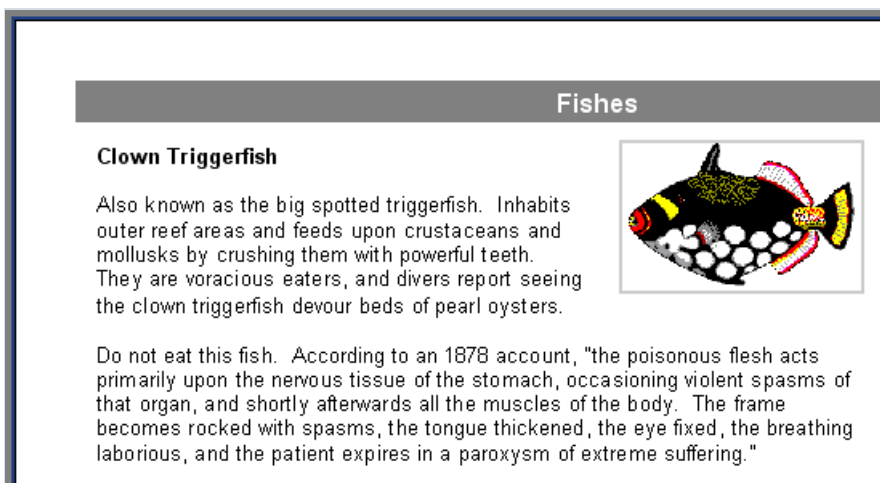 Fishes
Clown Triggerfish
Also known as the big spotted triggerfish.  Inhabits
outer reef areas and feeds upon crustaceans and
mollusks by crushing them with powerful teeth.
They are voracious eaters, and divers report seeing
the clown triggerfish devour beds of pearl oysters.
Do not eat this fish.  According to an 1878 account, "the poisonous flesh acts
primarily upon the nervous tissue of the stomach, occasioning violent spasms of
that organ, and shortly afterwards all the muscles of the body.  The frame
becomes rocked with spasms, the tongue thickened, the eye fixed, the breathing
laborious, and the patient expires in a paroxysm of extreme suffering."